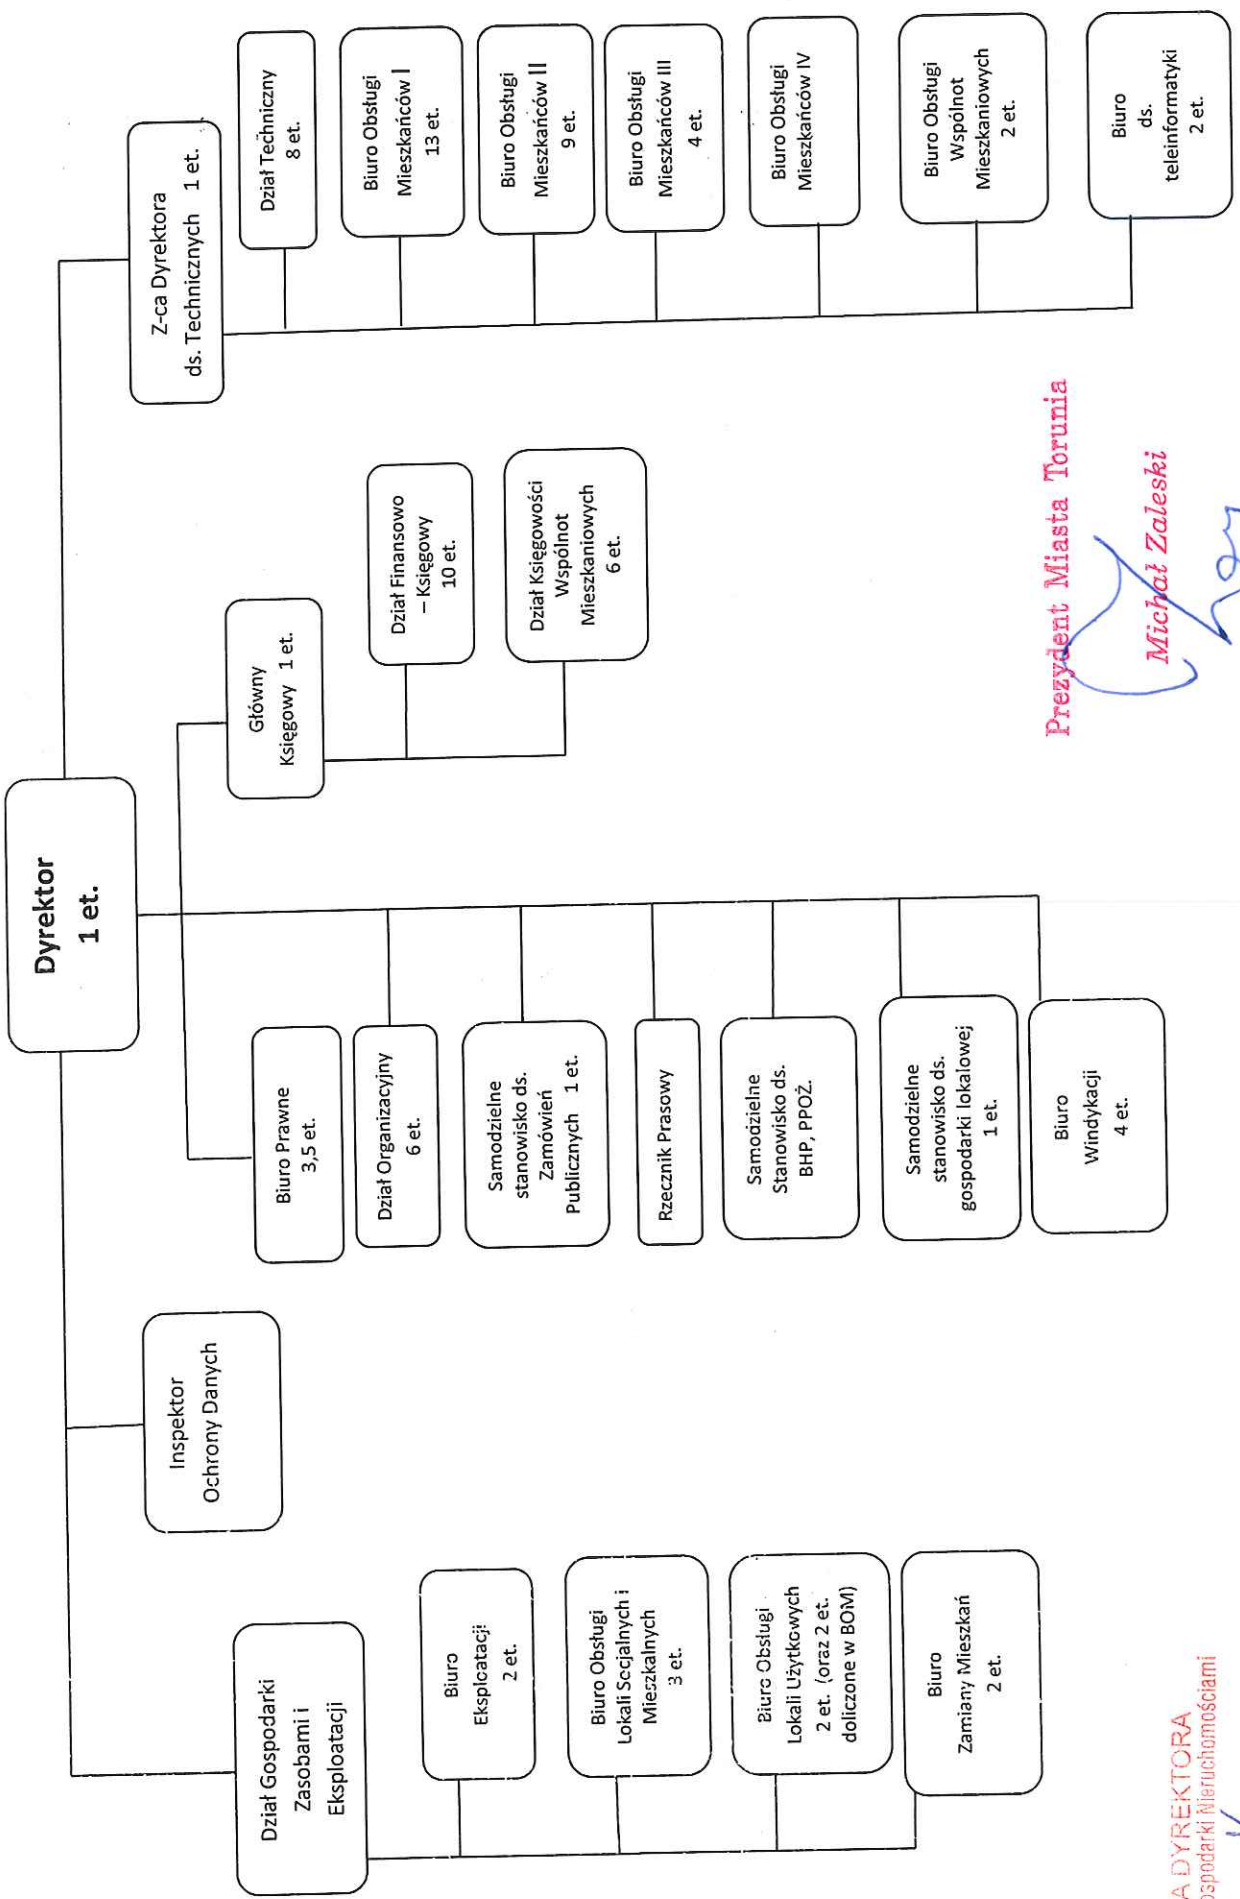 Dyrektor
1 et.
Dział Gospodarki
Zasobami i
Eksploatacji
Biuro
Eksploatacji
2 et.
Biuro Obsługi
Lokali Socjalnych i
Mieszkalnych
3 et.
Biuro Obsługi
Lokali Użytkowych
2 et. (oraz 2 et.
doliczone w BOM)
Biuro
Zamiany Mieszkań
2 et.
Inspektor
Ochrony Danych
Biuro Prawne
3,5 et.
Dział Organizacyjny
6 et.
Samodzielne
stanowisko ds.
Zamówień
Publicznych 1 et.
Rzecznik Prasowy
Samodzielne
Stanowisko ds.
BHP, PPOŻ.
Samodzielne
stanowisko ds.
gospodarki lokalowej
1 et.
Biuro
Windykacji
4 et.
Główny
Księgowy 1 et.
Dział Finansowo
– Księgowy
10 et.
Dział Księgowości
Wspólnot
Mieszkaniowych
6 et.
Z-ca Dyrektora
ds. Technicznych 1 et.
Dział Techniczny
8 et.
Biuro Obsługi
Mieszkańców I
13 et.
Biuro Obsługi
Mieszkańców II
9 et.
Biuro Obsługi
Mieszkańców III
4 et.
Biuro Obsługi
Mieszkańców IV
Biuro Obsługi
Wspólnot
Mieszkaniowych
2 et.
Biuro
ds.
teleinformatyki
2 et.
A DYREKTORA
ospodarki Nieruchomościami
Prezydent Miasta Torunia
Michał Zaleski